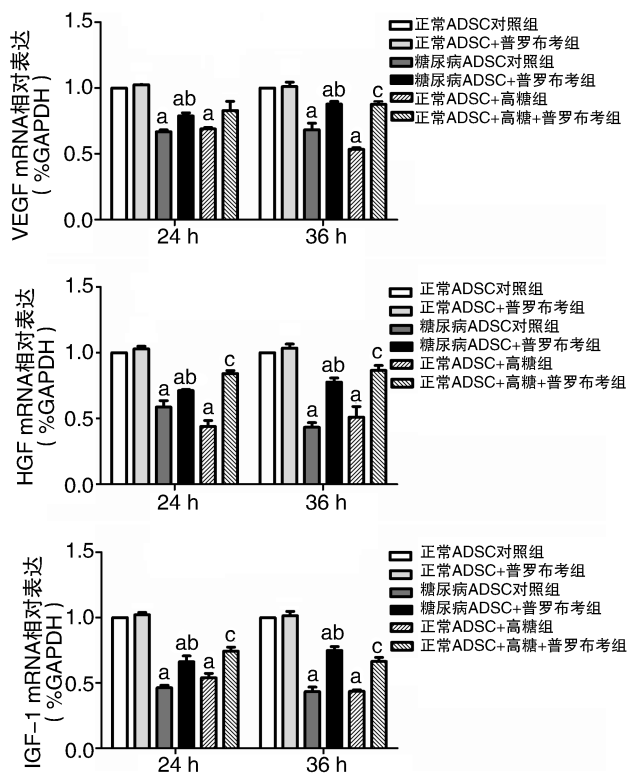 VEGF mRNA相对表达
( %GAPDH )
1.5
1.0
0.5
0.0
a
ab
a
a
ab
a
c
24 h
36 h
正常ADSC对照组
正常ADSC+普罗布考组
糖尿病ADSC对照组
糖尿病ADSC+普罗布考组
正常ADSC+高糖组
正常ADSC+高糖+普罗布考组
HGF mRNA相对表达
( %GAPDH )
1.5
1.0
0.5
0.0
a
ab
a
c
a
ab
a
c
24 h
36 h
正常ADSC对照组
正常ADSC+普罗布考组
糖尿病ADSC对照组
糖尿病ADSC+普罗布考组
正常ADSC+高糖组
正常ADSC+高糖+普罗布考组
IGF-1 mRNA相对表达
( %GAPDH )
1.5
1.0
0.5
0.0
a
ab
a
c
a
ab
a
c
24 h
36 h
正常ADSC对照组
正常ADSC+普罗布考组
糖尿病ADSC对照组
糖尿病ADSC+普罗布考组
正常ADSC+高糖组
正常ADSC+高糖+普罗布考组